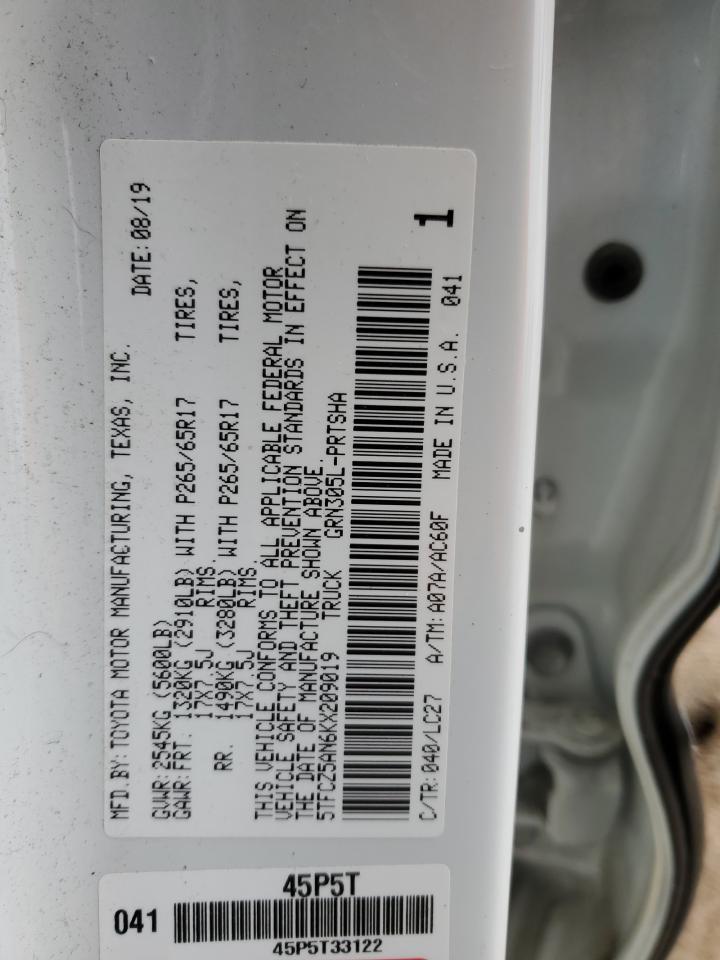 MFD.BY: TOYOTA MOTOR MANUFACTURING, TEXAS, INC.
DATE: 08/19
GVWR: 2545KG (5600LB)
GAWR: FRT. 1320KG (2910LB) WITH P265/65R17 TIRES,
17X7.5J RIMS.
RR. 1490KG (3280LB) WITH P265/65R17 TIRES,
17X7.5J RIMS.
THIS VEHICLE CONFORMS TO ALL APPLICABLE FEDERAL MOTOR
VEHICLE SAFETY AND THEFT PREVENTION STANDARDS IN EFFECT ON
THE DATE OF MANUFACTURE SHOWN ABOVE.
5TFCZ5AN6KX209019 TRUCK GRN305L-PRTSHA
1
C/TR: 040/LC27 A/TM: A07A/AC60F MADE IN U.S.A. 041
45P5T
041
45P5T33122